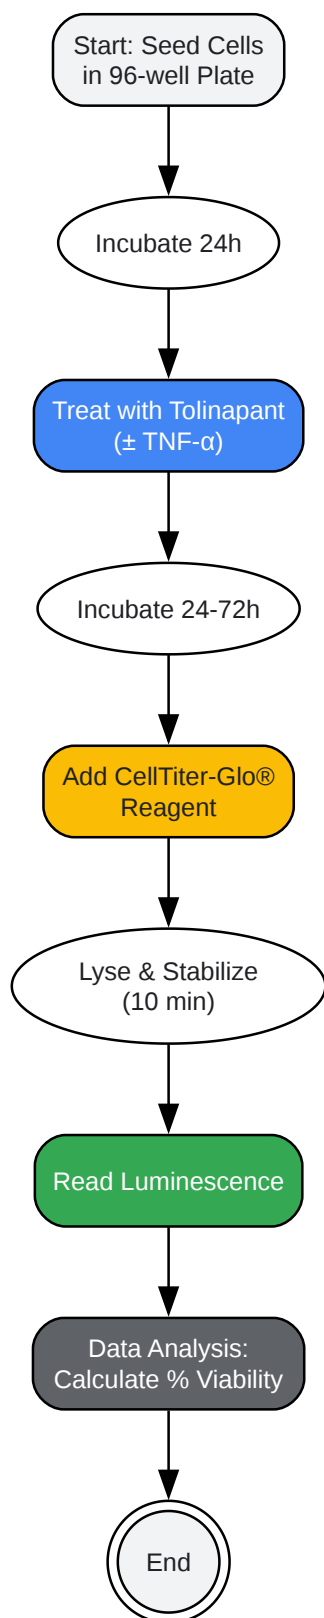 Start: Seed Cells
in 96-well Plate
Incubate 24h
Treat with Tolinapant
(± TNF-α)
Incubate 24-72h
Add CellTiter-Glo®
Reagent
Lyse & Stabilize
(10 min)
Read Luminescence
Data Analysis:
Calculate % Viability
End